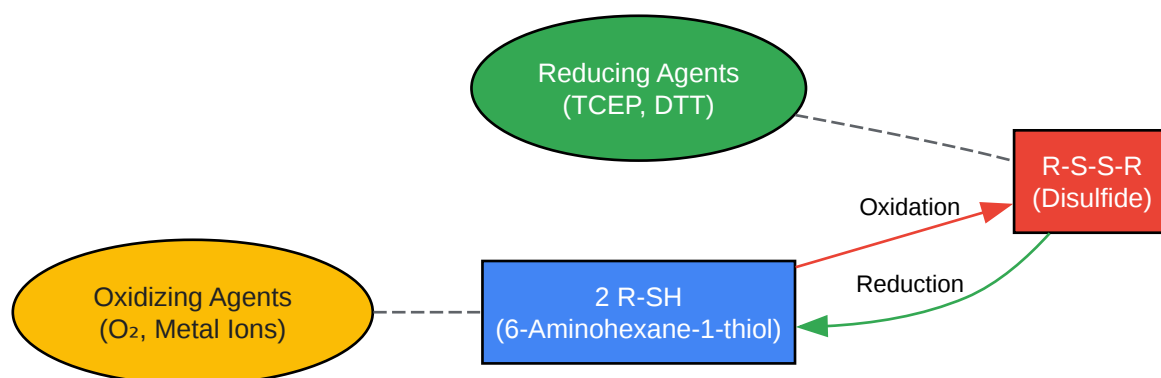 Reducing Agents
(TCEP, DTT)
R-S-S-R
(Disulfide)
Oxidation
Reduction
Oxidizing Agents
(O₂, Metal Ions)
2 R-SH
(6-Aminohexane-1-thiol)